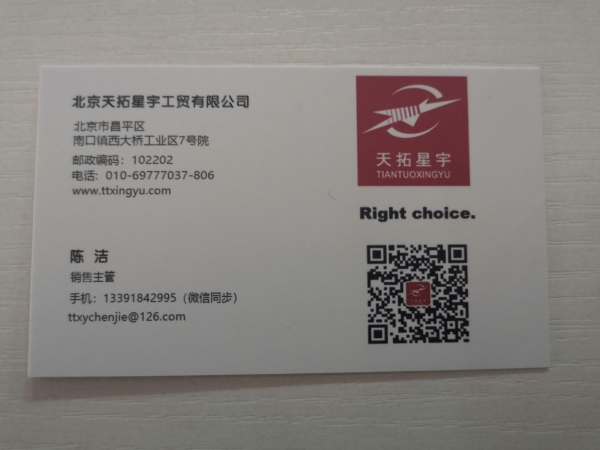 北京天拓星宇工贸有限公司
北京市昌平区
南口镇西大桥工业区7号院
邮政编码：102202
电话：010-69777037-806
www.ttxingyu.com
天拓星宇
TIANTUOXINGYU
Right choice.
陈 洁
销售主管
手机：13391842995（微信同步）
ttxychenjie@126.com